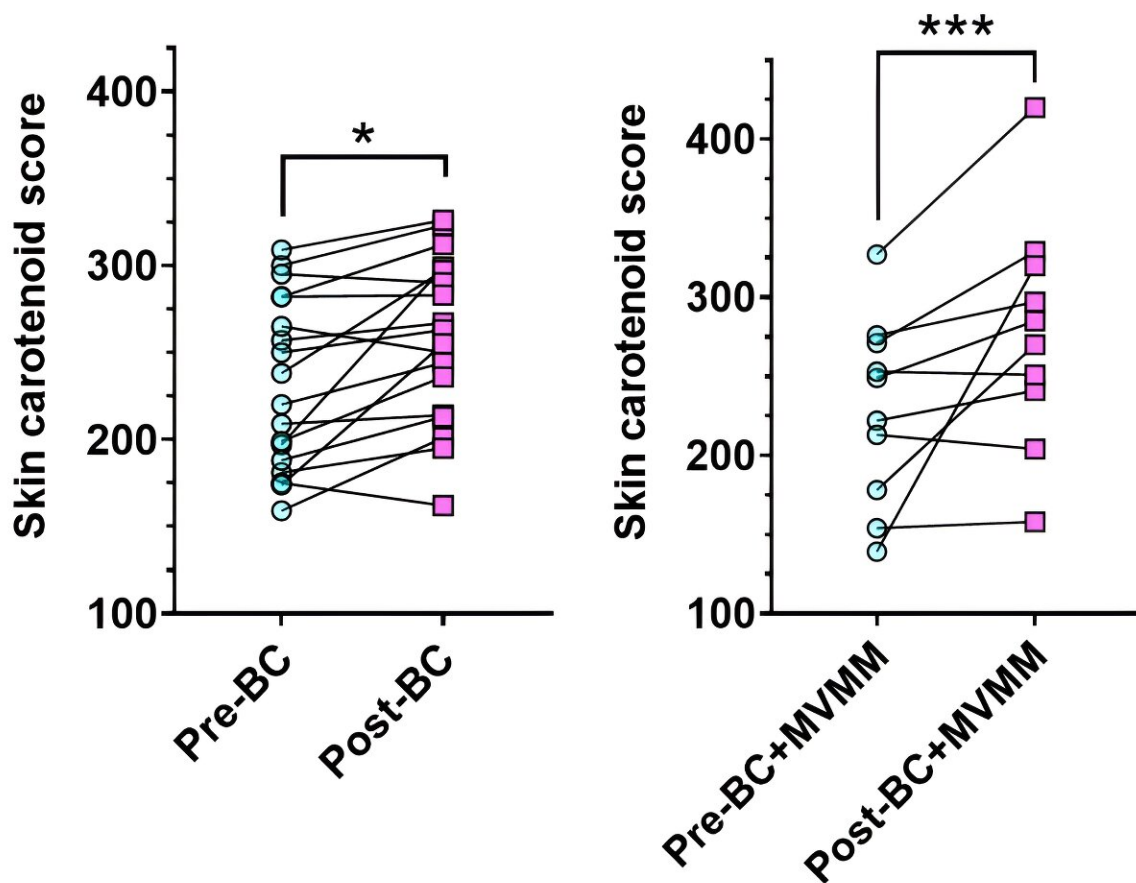 Skin carotenoid score
400
300
200
100
*
Pre-BC
Post-BC
Skin carotenoid score
400
300
200
100
***
Pre-BC+MVMM
Post-BC+MVMM